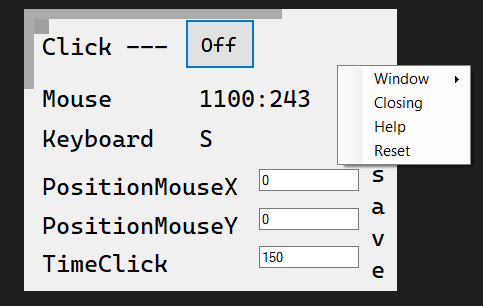 Click --- Off
Window
Closing
Mouse 1100:243
Help
Keyboard S
Reset
PositionMouseX 0
PositionMouseY 0
TimeClick 150
s
a
v
e